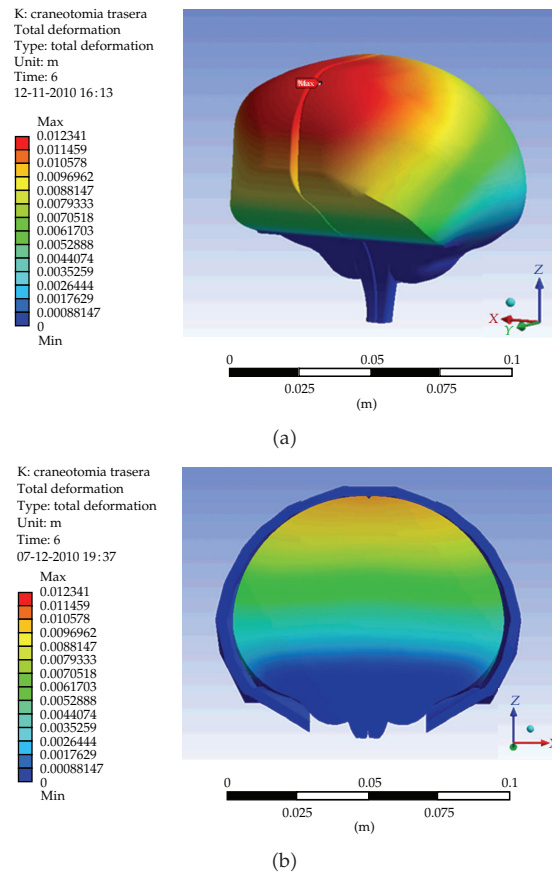 K: craneotomia trasera
Total deformation
Type: total deformation
Unit: m
Time: 6
12-11-2010 16:13
Max
0.012341
0.011459
0.010578
0.0096962
0.0088147
0.0079333
0.0070518
0.0061703
0.0052888
0.0044074
0.0035259
0.0026444
0.0017629
0.00088147
0
Min
Max
Z
X
Y
0 0.05 0.1
0.025 0.075
(m)
(a)
K: craneotomia trasera
Total deformation
Type: total deformation
Unit: m
Time: 6
07-12-2010 19:37
Max
0.012341
0.011459
0.010578
0.0096962
0.0088147
0.0079333
0.0070518
0.0061703
0.0052888
0.0044074
0.0035259
0.0026444
0.0017629
0.00088147
0
Min
Z
X
0 0.05 0.1
0.025 0.075
(m)
(b)